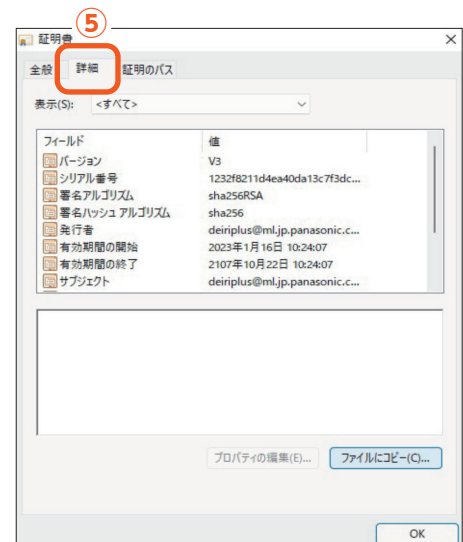 ⑤
証明書
全般 詳細 証明のパス
表示(S): <すべて>
フィールド 値
バージョン V3
シリアル番号 1232f8211d4ea40da13c7f3dc...
署名アルゴリズム sha256RSA
署名ハッシュ アルゴリズム sha256
発行者 deiriplus@ml.jp.panasonic.c...
有効期間の開始 2023年1月16日 10:24:07
有効期間の終了 2107年10月22日 10:24:07
サブジェクト deiriplus@ml.jp.panasonic.c...
プロパティの編集(E)... ファイルにコピー(C)...
OK